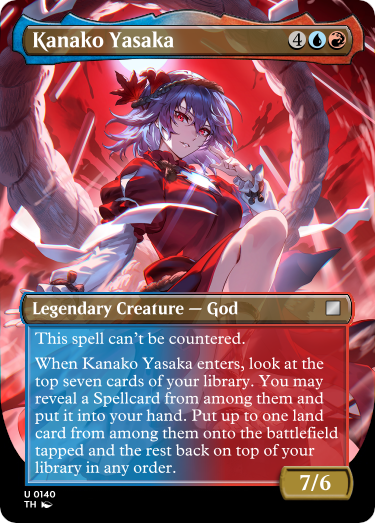 Kanako Yasaka 4
Legendary Creature — God
This spell can't be countered.
When Kanako Yasaka enters, look at the
top seven cards of your library. You may
reveal a Spellcard from among them and
put it into your hand. Put up to one land
card from among them onto the battlefield
tapped and the rest back on top of your
library in any order.
7/6
U 0140
TH